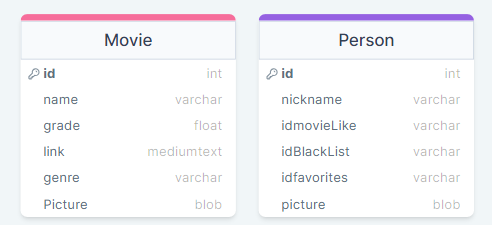 Movie
id int
name varchar
grade float
link mediumtext
genre varchar
Picture blob
Person
id int
nickname varchar
idmovieLike varchar
idBlackList varchar
idfavorites varchar
picture blob